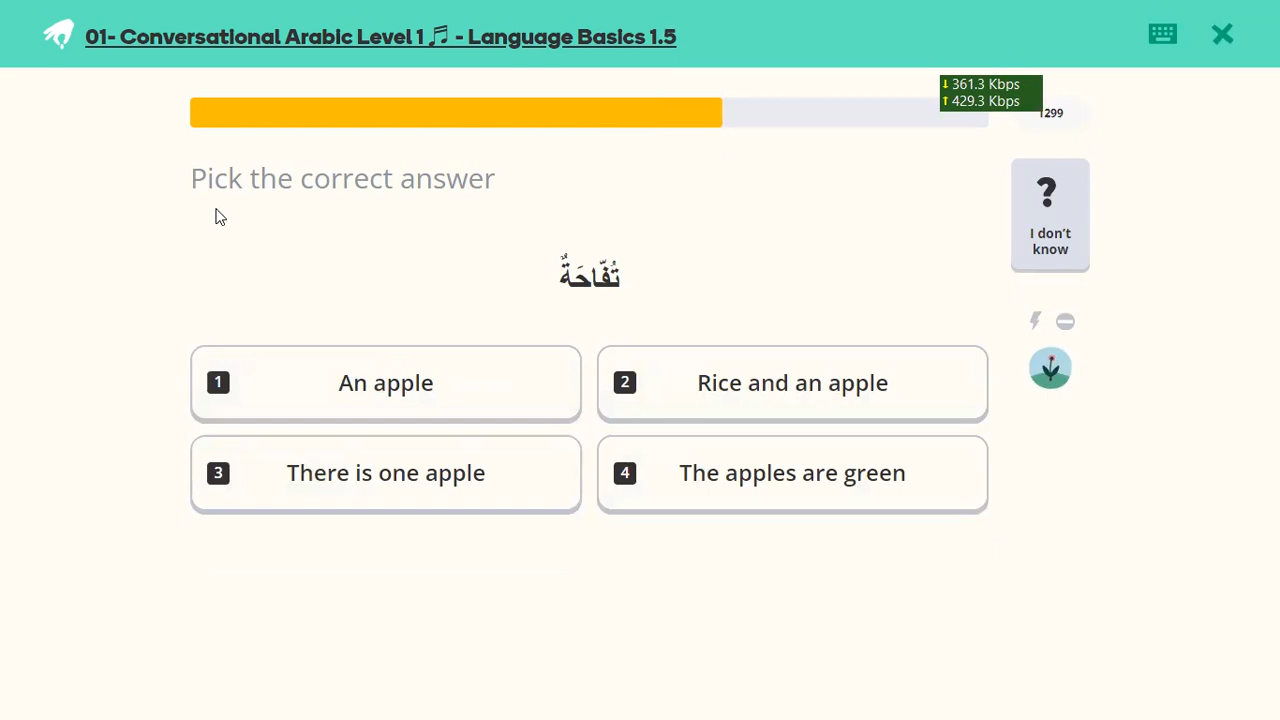 01- Conversational Arabic Level 1 🎵 - Language Basics 1.5
↓ 361.3 Kbps
↑ 429.3 Kbps
1299
Pick the correct answer
?
I don't
know
تُفّاحَةٌ
1 An apple
2 Rice and an apple
3 There is one apple
4 The apples are green